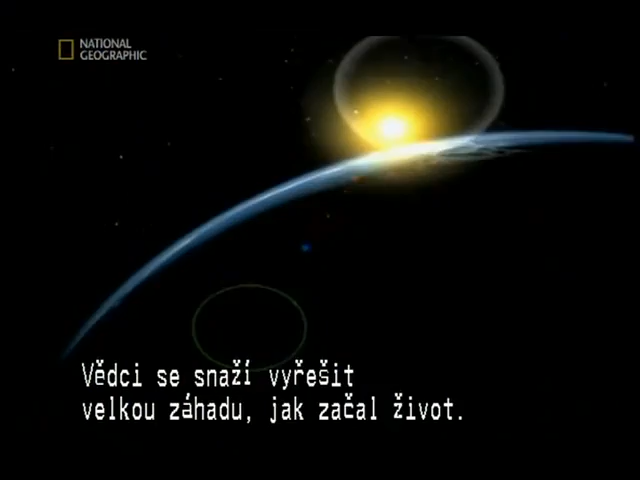 NATIONAL
GEOGRAPHIC
Vědci se snaží vyřešit
velkou záhadu, jak začal život.